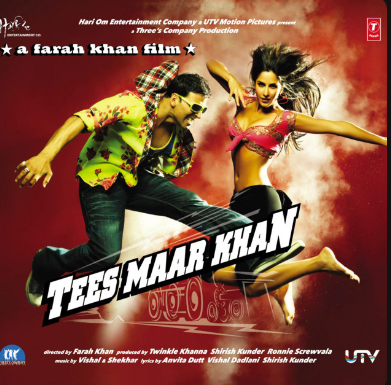 Hari Om Entertainment Company & UTV Motion Pictures present
a Three's Company Production
★ a farah khan film ★
T
TEES MAAR KHAN
directed by Farah Khan produced by Twinkle Khanna Shirish Kunder Ronnie Screwvala
music by Vishal & Shekhar lyrics by Anvita Dutt Vishal Dadlani Shirish Kunder
UTV